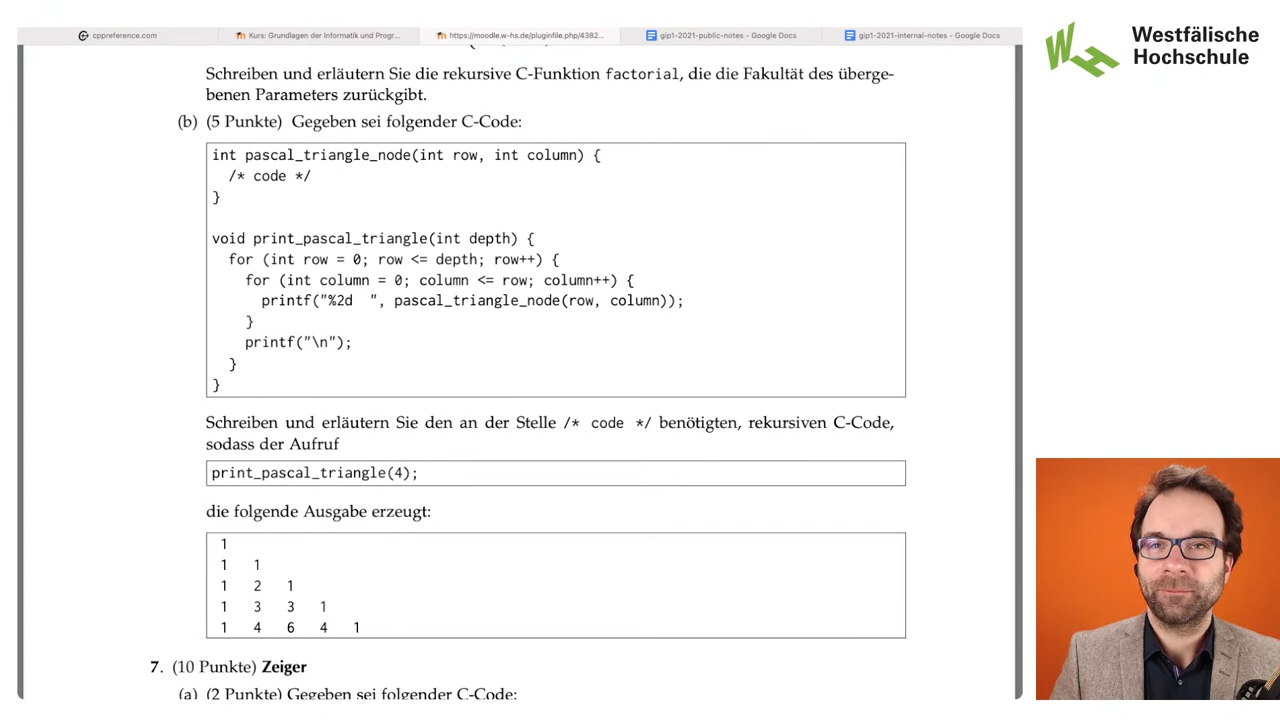 cppreference.com
Kurs: Grundlagen der Informatik und Progr...
https://moodle.w-hs.de/pluginfile.php/4382...
gip1-2021-public-notes - Google Docs
gip1-2021-internal-notes - Google Docs
Westfälische
Hochschule
Schreiben und erläutern Sie die rekursive C-Funktion factorial, die die Fakultät des überge-
benen Parameters zurückgibt.
(b) (5 Punkte) Gegeben sei folgender C-Code:
int pascal_triangle_node(int row, int column) {
  /* code */
}
void print_pascal_triangle(int depth) {
  for (int row = 0; row <= depth; row++) {
    for (int column = 0; column <= row; column++) {
      printf("%2d  ", pascal_triangle_node(row, column));
    }
    printf("\n");
  }
}
Schreiben und erläutern Sie den an der Stelle /* code */ benötigten, rekursiven C-Code,
sodass der Aufruf
print_pascal_triangle(4);
die folgende Ausgabe erzeugt:
1
1 1
1 2 1
1 3 3 1
1 4 6 4 1
7. (10 Punkte) Zeiger
(a) (2 Punkte) Gegeben sei folgender C-Code: